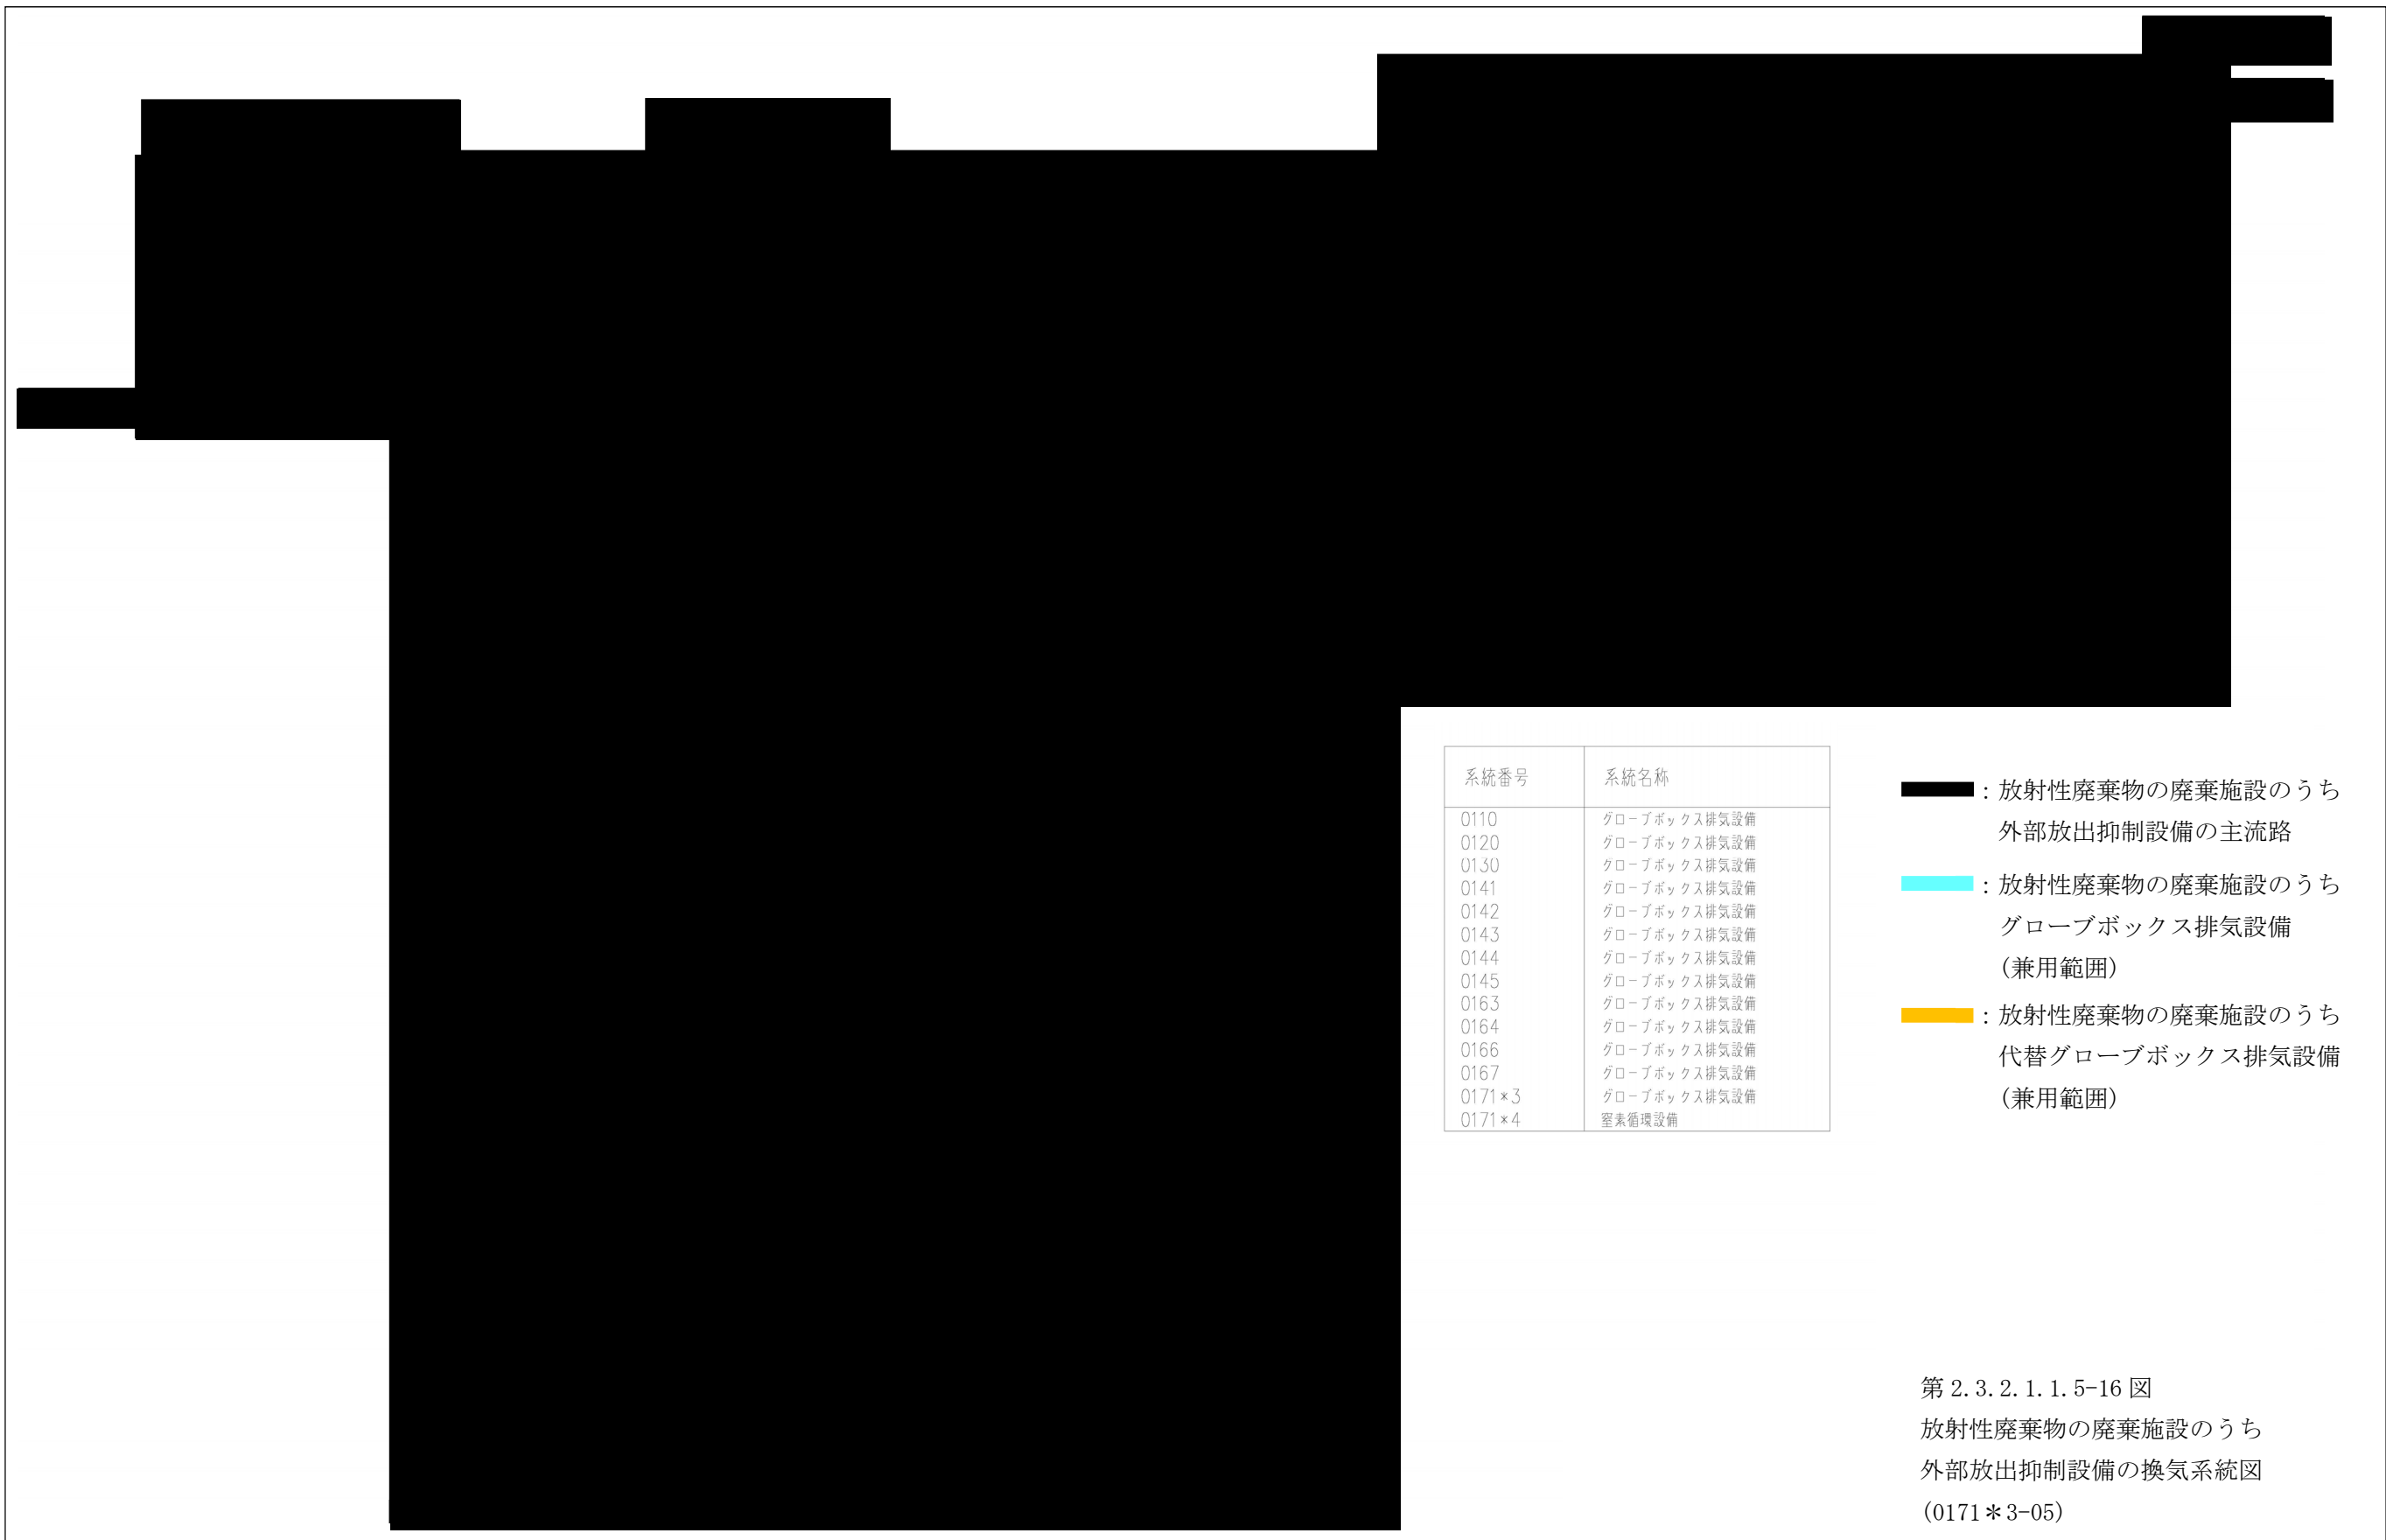 系統番号 系統名称
0110 グローブボックス排気設備
0120 グローブボックス排気設備
0130 グローブボックス排気設備
0141 グローブボックス排気設備
0142 グローブボックス排気設備
0143 グローブボックス排気設備
0144 グローブボックス排気設備
0145 グローブボックス排気設備
0163 グローブボックス排気設備
0164 グローブボックス排気設備
0166 グローブボックス排気設備
0167 グローブボックス排気設備
0171*3 グローブボックス排気設備
0171*4 窒素循環設備
：放射性廃棄物の廃棄施設のうち
外部放出抑制設備の主流路
：放射性廃棄物の廃棄施設のうち
グローブボックス排気設備
(兼用範囲)
：放射性廃棄物の廃棄施設のうち
代替グローブボックス排気設備
(兼用範囲)
第 2.3.2.1.1.5-16 図
放射性廃棄物の廃棄施設のうち
外部放出抑制設備の換気系統図
(0171＊3-05)